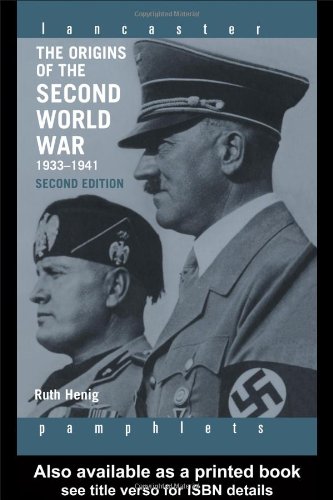 lancaster
THE ORIGINS
OF THE
SECOND
WORLD
WAR
1933–1941
SECOND EDITION
Ruth Henig
pamphlets
Also available as a printed book
see title verso for ISBN details